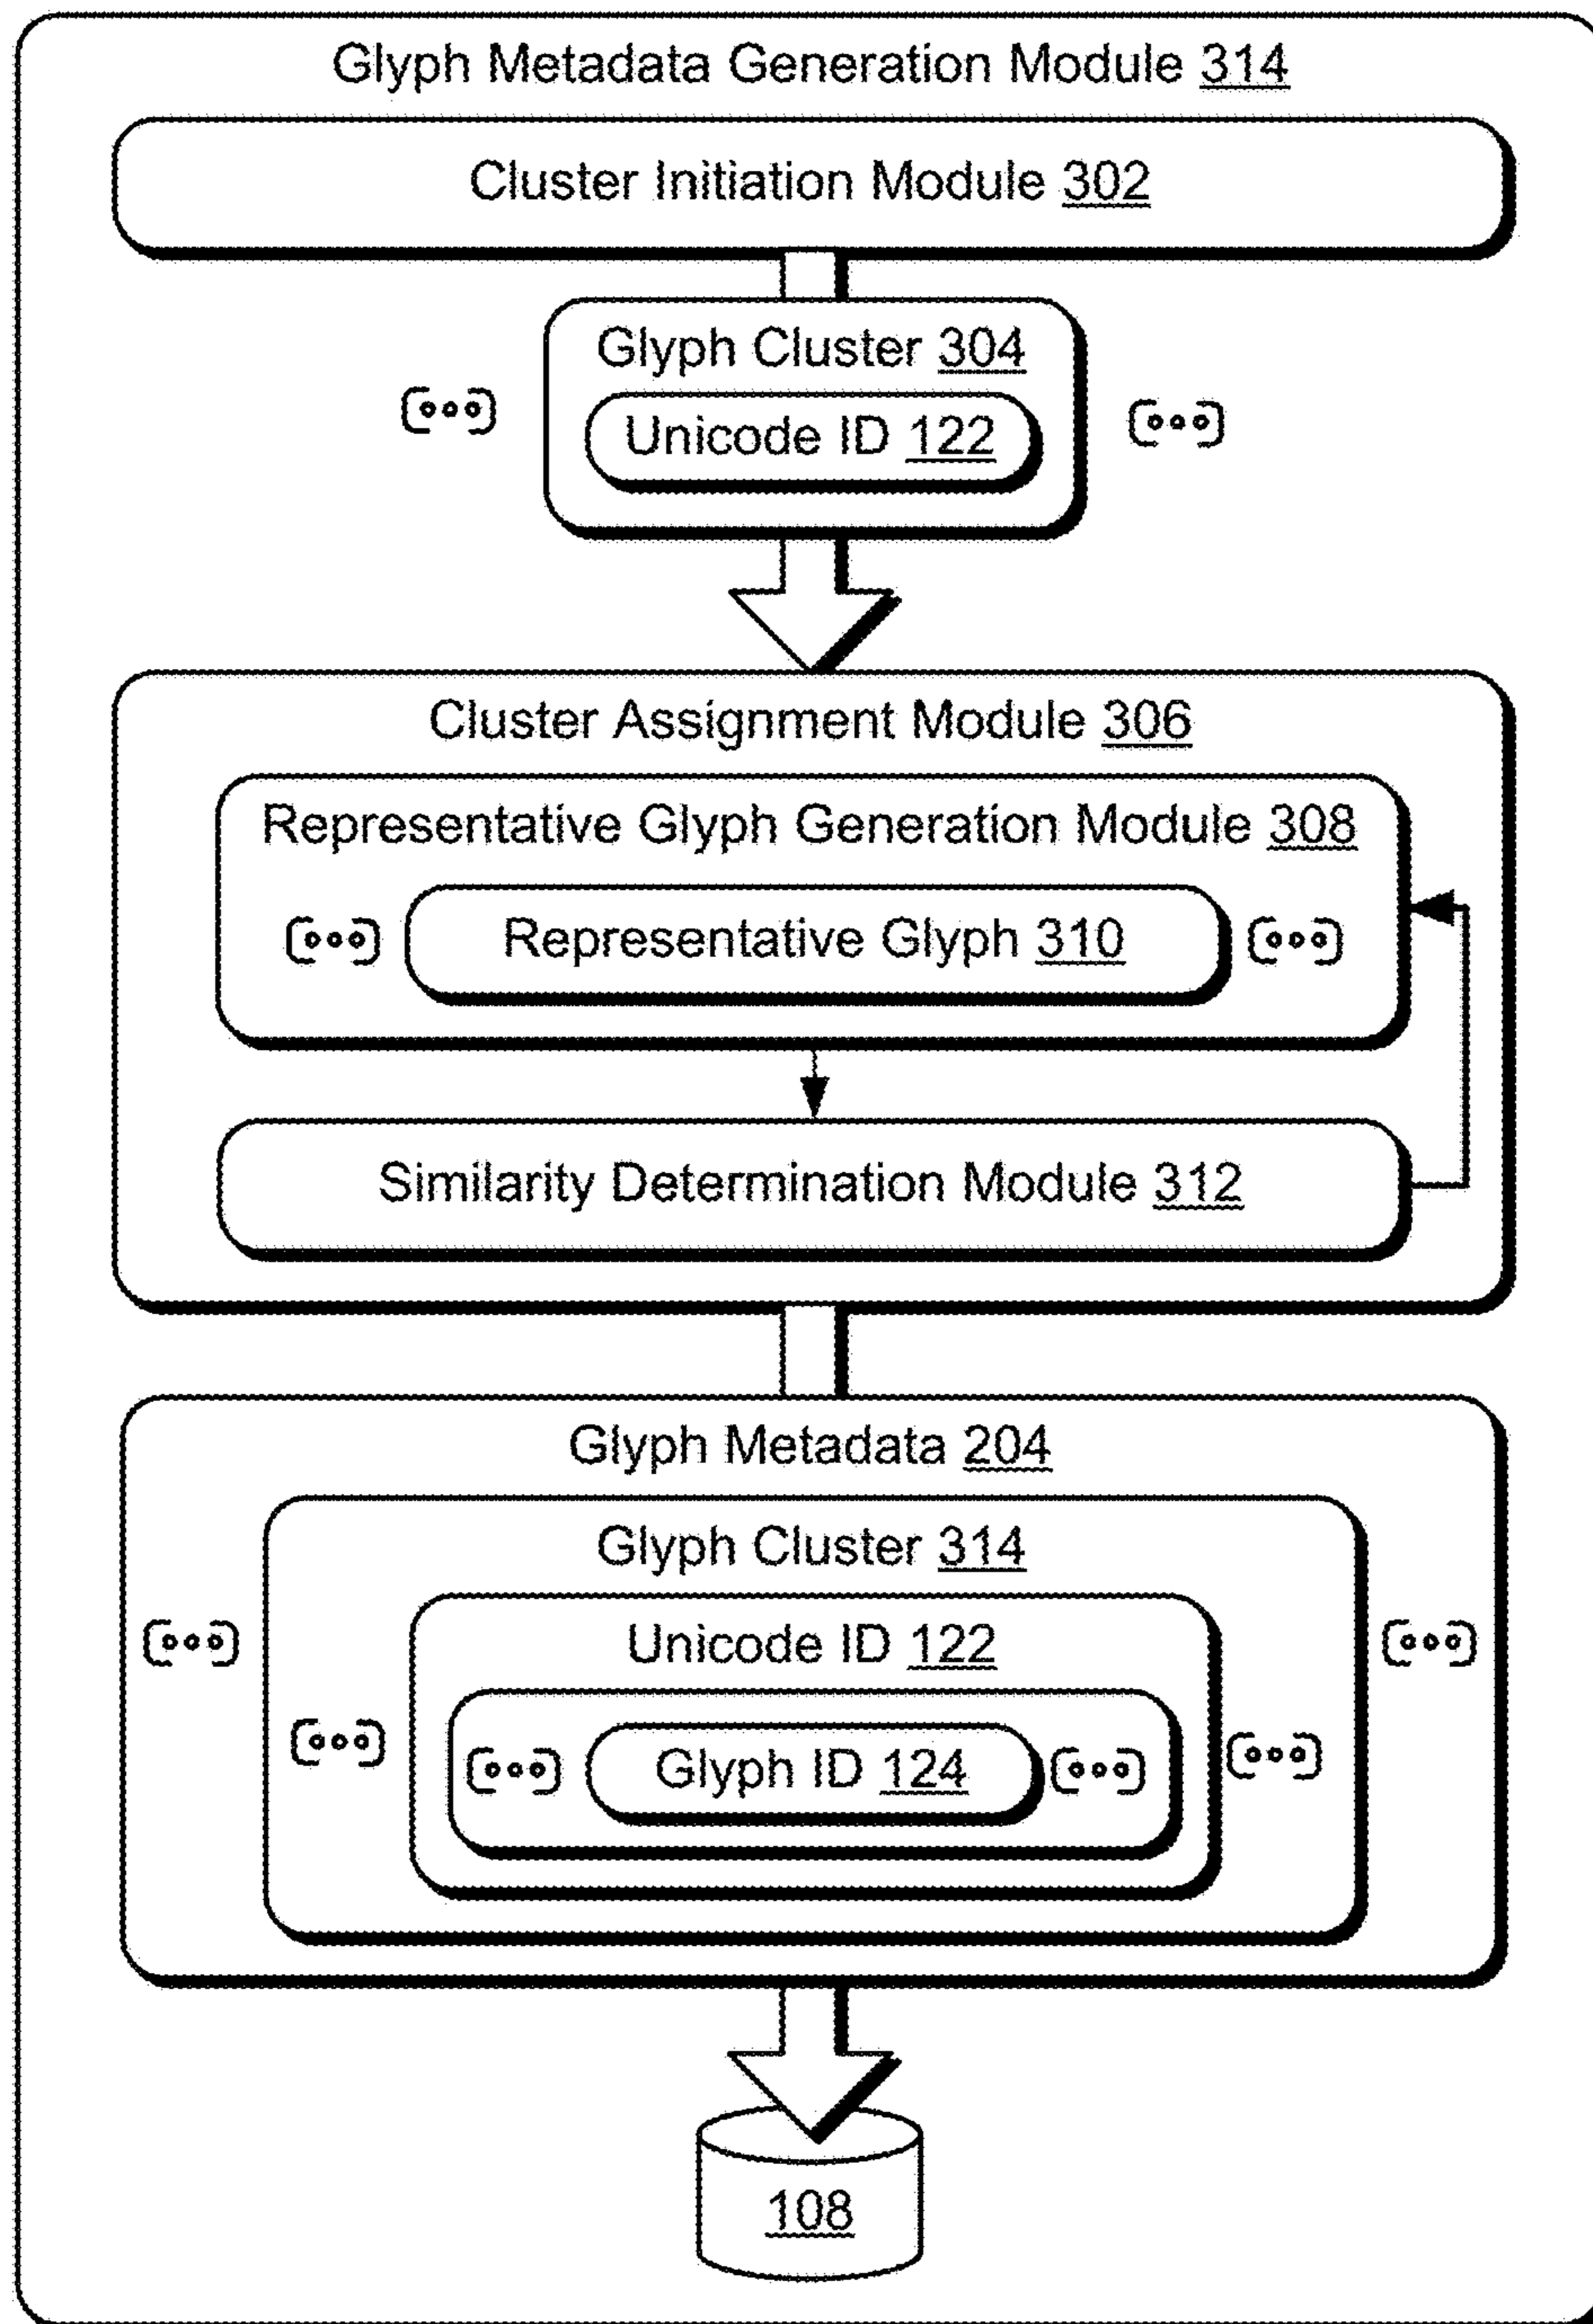 Glyph Metadata Generation Module 314
Cluster Initiation Module 302
Glyph Cluster 304
Unicode ID 122
Cluster Assignment Module 306
Representative Glyph Generation Module 308
Representative Glyph 310
Similarity Determination Module 312
Glyph Metadata 204
Glyph Cluster 314
Unicode ID 122
Glyph ID 124
108